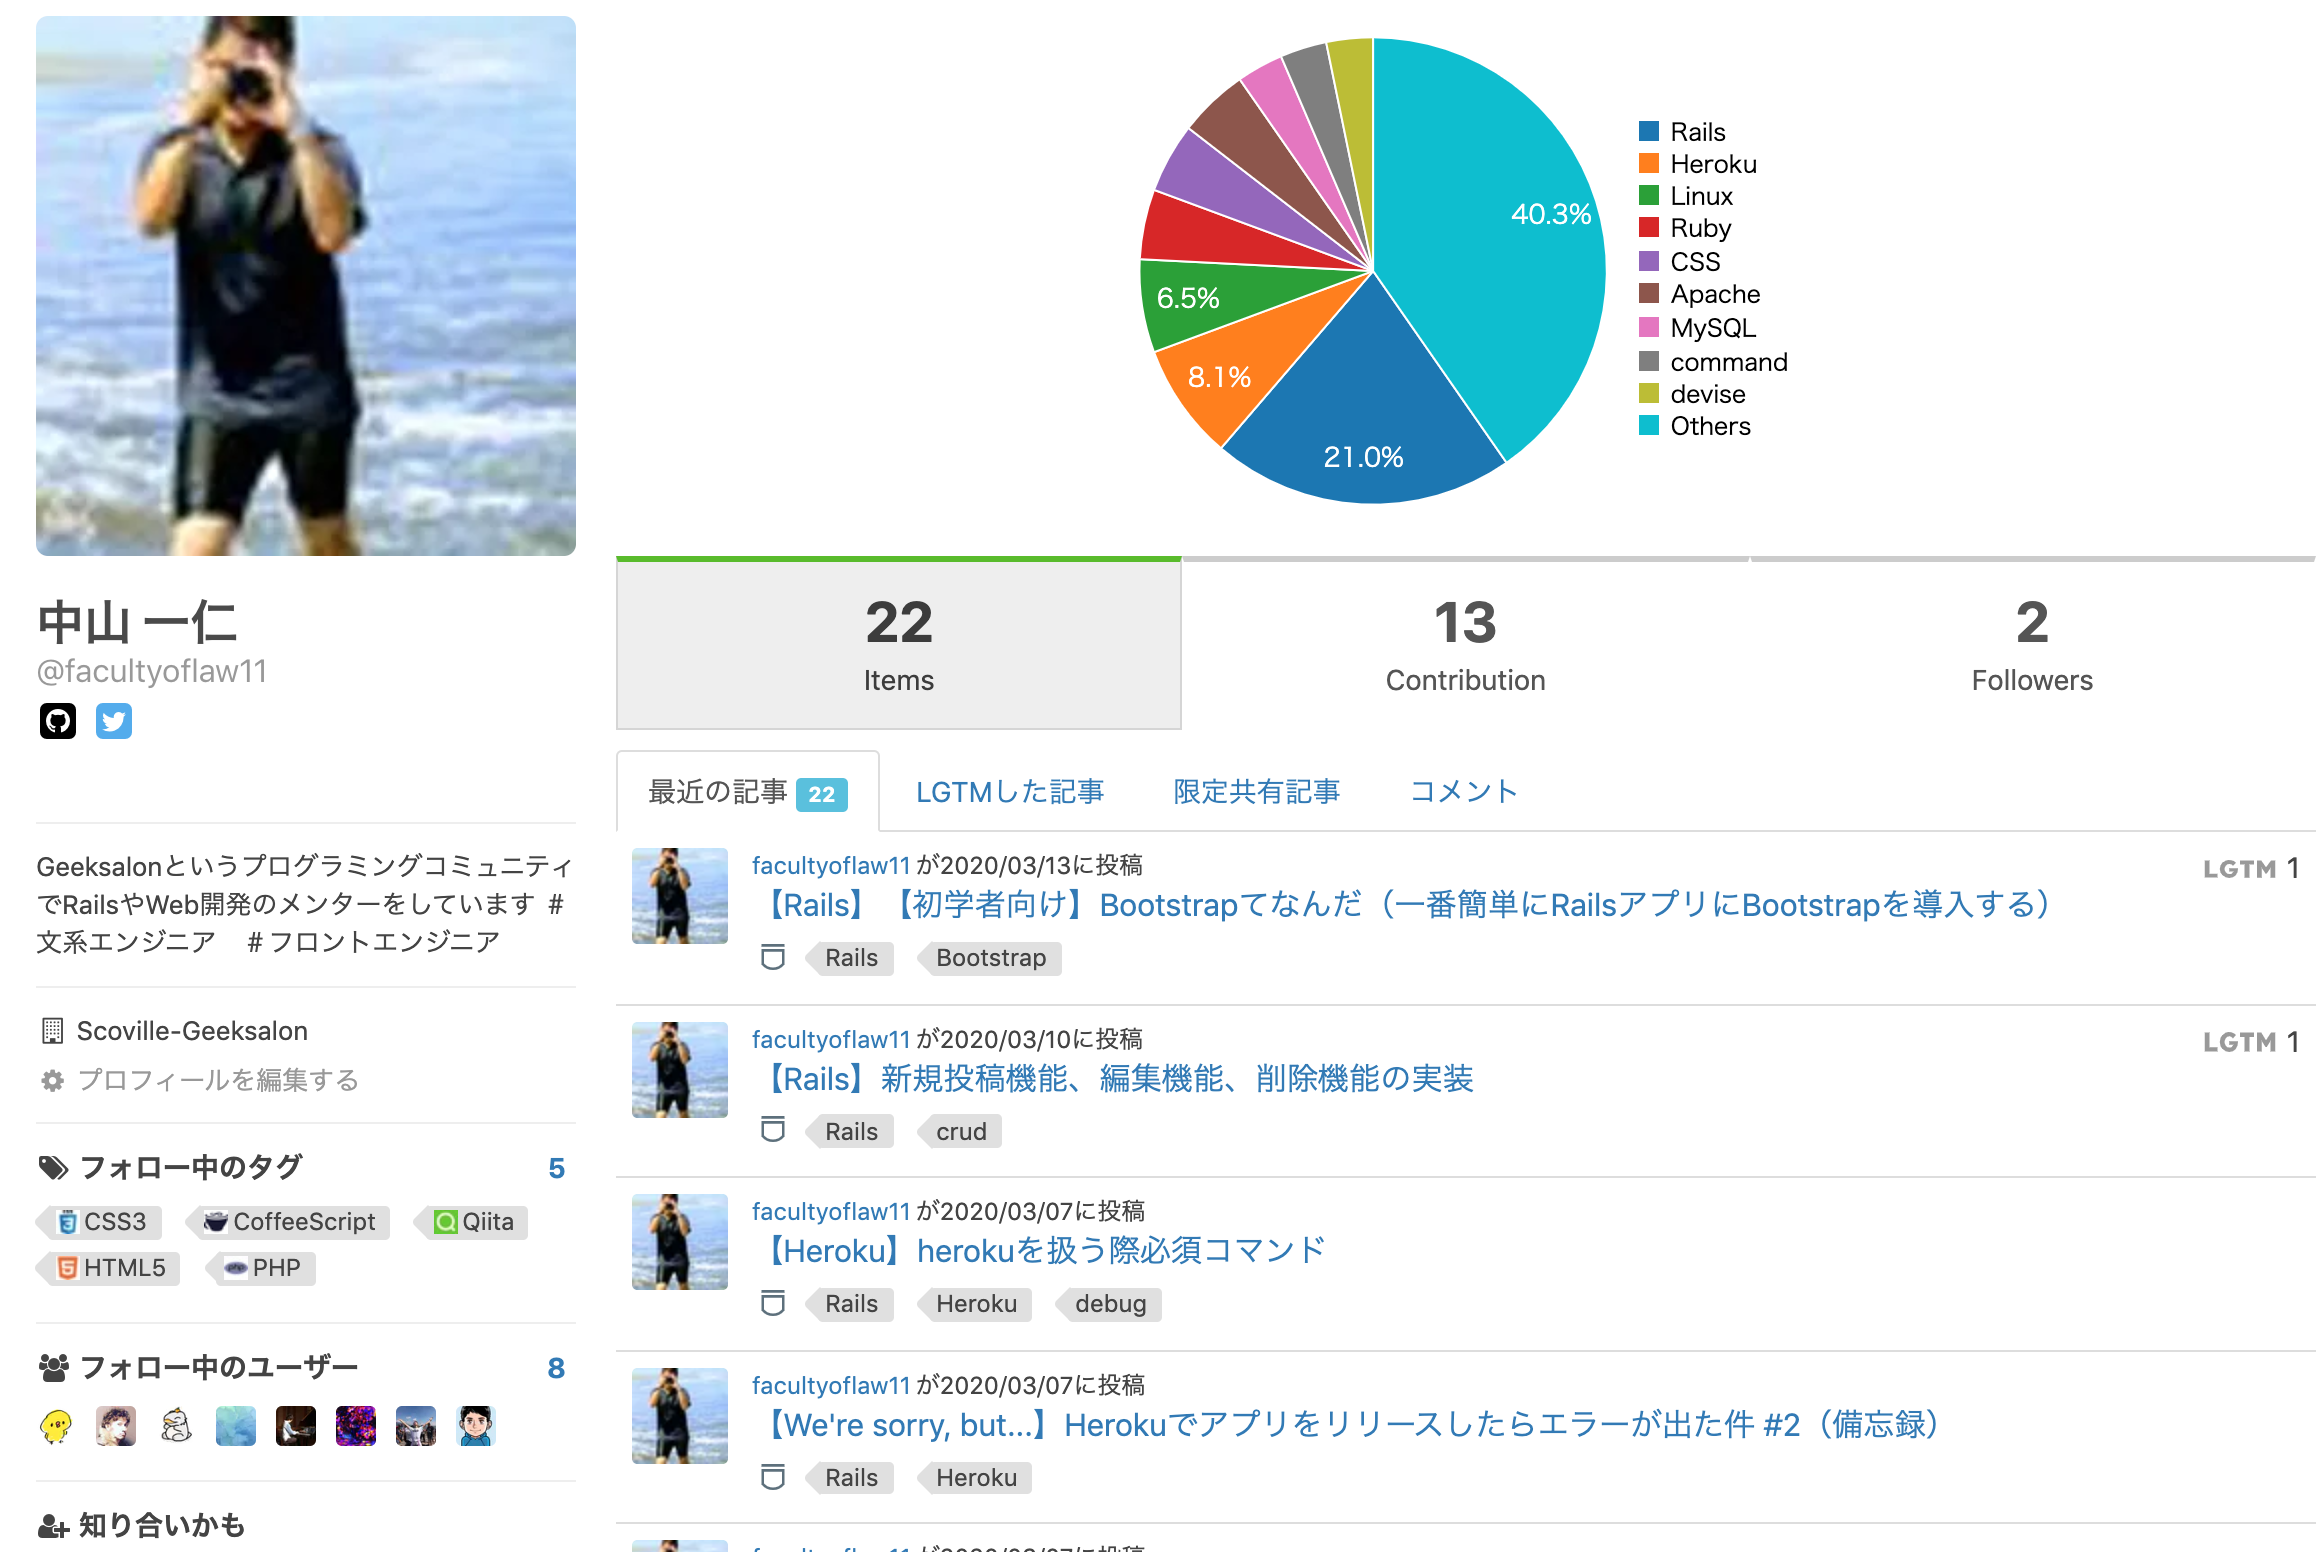 40.3%
6.5%
8.1%
21.0%
Rails
Heroku
Linux
Ruby
CSS
Apache
MySQL
command
devise
Others
中山 一仁
@facultyoflaw11
Geeksalonというプログラミングコミュニティ
でRailsやWeb開発のメンターをしています #
文系エンジニア　＃フロントエンジニア
Scoville-Geeksalon
プロフィールを編集する
フォロー中のタグ 5
CSS3 CoffeeScript Qiita
HTML5 PHP
フォロー中のユーザー 8
知り合いかも
22 13 2
Items Contribution Followers
最近の記事 22 LGTMした記事 限定共有記事 コメント
facultyoflaw11 が2020/03/13に投稿 LGTM 1
【Rails】【初学者向け】Bootstrapてなんだ（一番簡単にRailsアプリにBootstrapを導入する）
Rails Bootstrap
facultyoflaw11 が2020/03/10に投稿 LGTM 1
【Rails】新規投稿機能、編集機能、削除機能の実装
Rails crud
facultyoflaw11 が2020/03/07に投稿
【Heroku】herokuを扱う際必須コマンド
Rails Heroku debug
facultyoflaw11 が2020/03/07に投稿
【We're sorry, but...】Herokuでアプリをリリースしたらエラーが出た件 #2（備忘録）
Rails Heroku